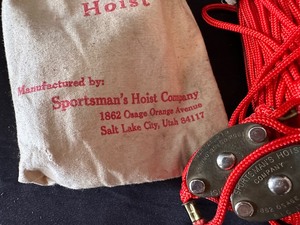 Hoist
Manufactured by:
Sportsman's Hoist Company
1862 Osage Orange Avenue
Salt Lake City, Utah 84117
SPORTSMAN'S HOIST
COMPANY